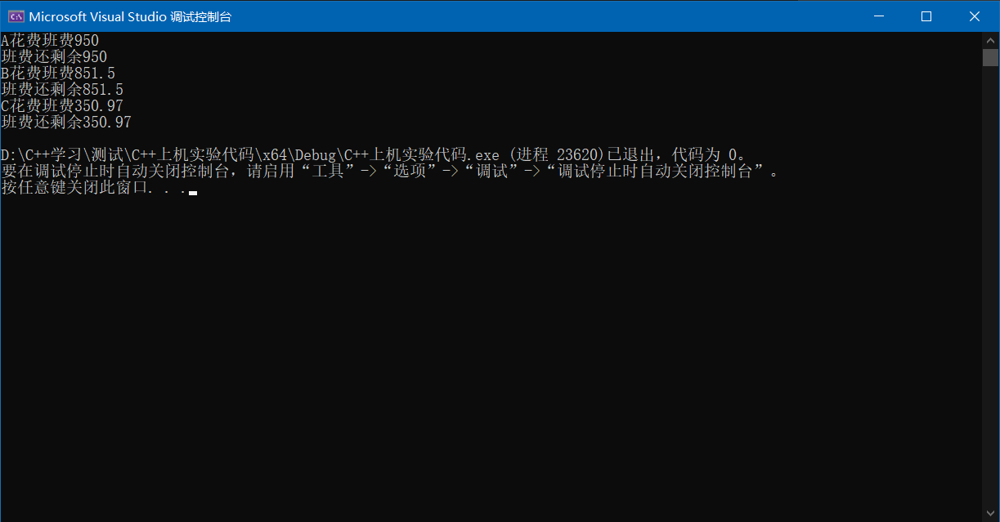 Microsoft Visual Studio 调试控制台
A花费班费950
班费还剩余950
B花费班费851.5
班费还剩余851.5
C花费班费350.97
班费还剩余350.97
D:\C++学习\测试\C++上机实验代码\x64\Debug\C++上机实验代码.exe (进程 23620)已退出，代码为 0。
要在调试停止时自动关闭控制台，请启用“工具”->“选项”->“调试”->“调试停止时自动关闭控制台”。
按任意键关闭此窗口. . .